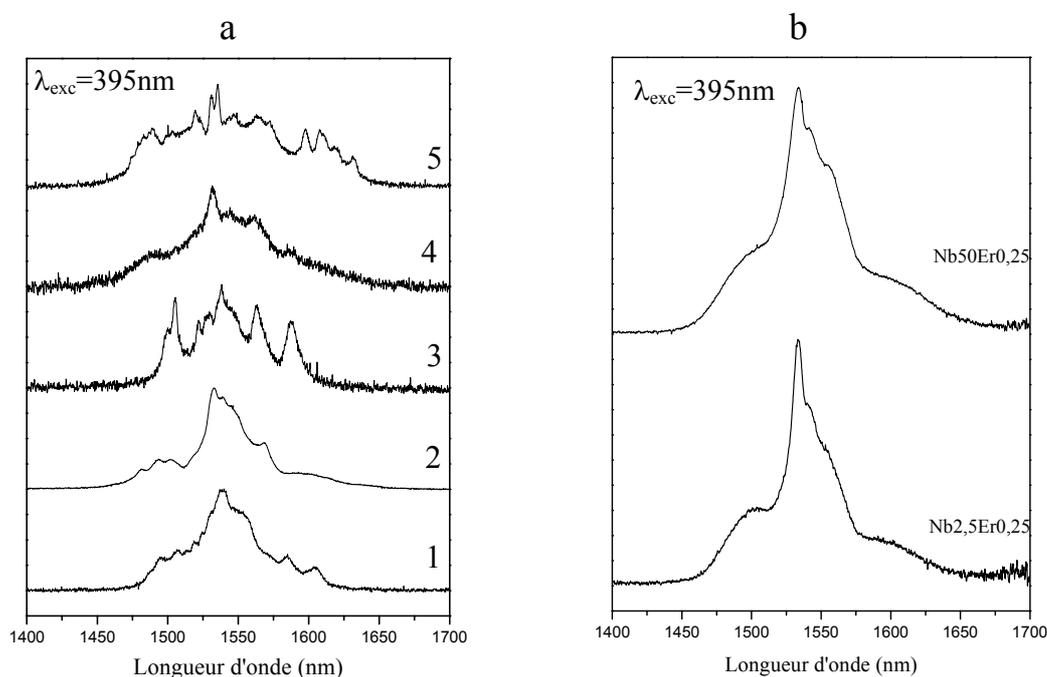 a
λexc=395nm
5
4
3
2
1
1400 1450 1500 1550 1600 1650 1700
Longueur d'onde (nm)
b
λexc=395nm
Nb50Er0,25
Nb2,5Er0,25
1400 1450 1500 1550 1600 1650 1700
Longueur d'onde (nm)